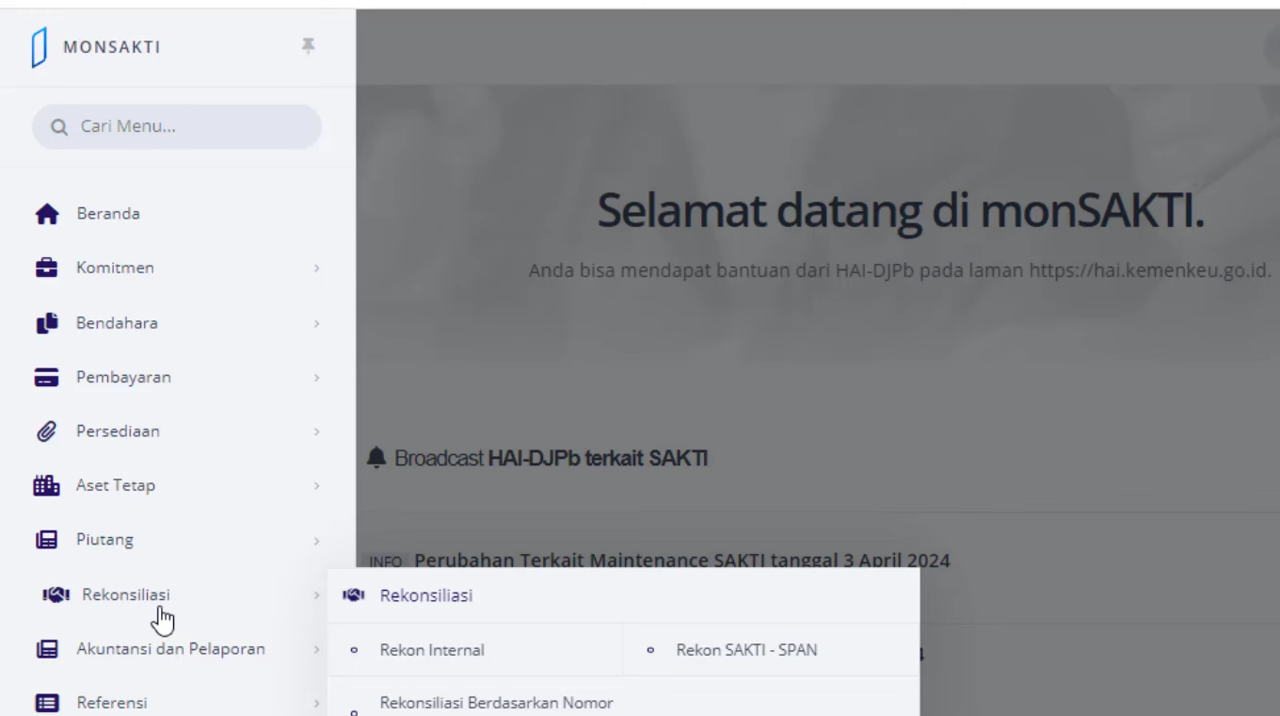 MONSAKTI
Cari Menu...
Beranda
Komitmen
Bendahara
Pembayaran
Persediaan
Aset Tetap
Piutang
Rekonsiliasi
Akuntansi dan Pelaporan
Referensi
Selamat datang di monSAKTI.
Anda bisa mendapat bantuan dari HAI-DJPb pada laman https://hai.kemenkeu.go.id.
Broadcast HAI-DJPb terkait SAKTI
INFO Perubahan Terkait Maintenance SAKTI tanggal 3 April 2024
Rekonsiliasi
Rekon Internal
Rekon SAKTI - SPAN
Rekonsiliasi Berdasarkan Nomor